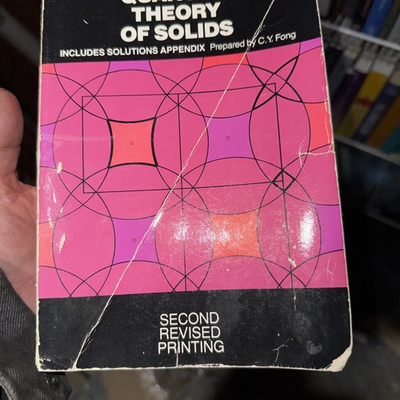 THEORY
OF SOLIDS
INCLUDES SOLUTIONS APPENDIX Prepared by C.Y. Fong
SECOND
REVISED
PRINTING